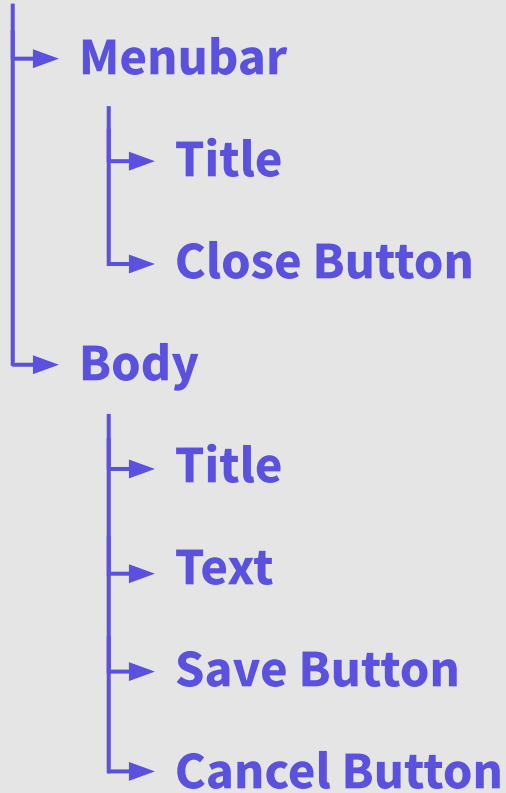 Menubar
Title
Close Button
Body
Title
Text
Save Button
Cancel Button